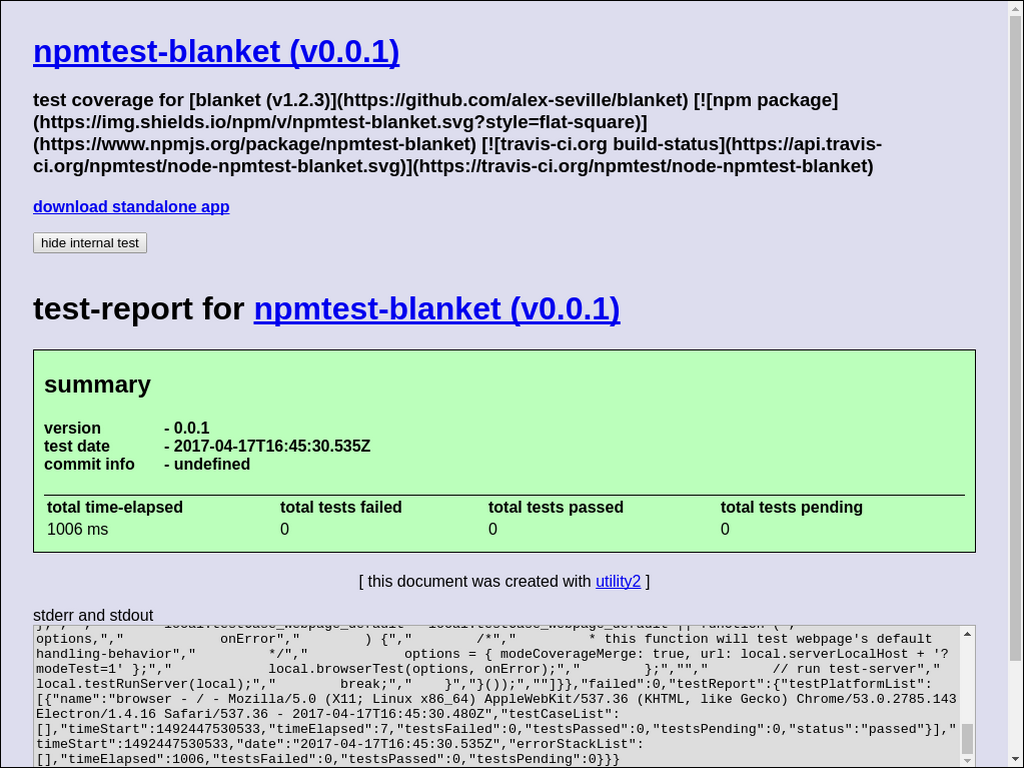 npmtest-blanket (v0.0.1)
test coverage for [blanket (v1.2.3)](https://github.com/alex-seville/blanket) [![npm package]
(https://img.shields.io/npm/v/npmtest-blanket.svg?style=flat-square)]
(https://www.npmjs.org/package/npmtest-blanket) [![travis-ci.org build-status](https://api.travis-
ci.org/npmtest/node-npmtest-blanket.svg)](https://travis-ci.org/npmtest/node-npmtest-blanket)
download standalone app
hide internal test
test-report for npmtest-blanket (v0.0.1)
summary
version - 0.0.1
test date - 2017-04-17T16:45:30.535Z
commit info - undefined
total time-elapsed total tests failed total tests passed total tests pending
1006 ms 0 0 0
[ this document was created with utility2 ]
stderr and stdout
options,","            onError","        ) {","        /*","         * this function will test webpage's default
handling-behavior","         */","            options = { modeCoverageMerge: true, url: local.serverLocalHost + '?
modeTest=1' };","            local.browserTest(options, onError);","        };","","        // run test-server","
local.testRunServer(local);","        break;","    }","}());",""]}},"failed":0,"testReport":{"testPlatformList":
[{"name":"browser - / - Mozilla/5.0 (X11; Linux x86_64) AppleWebKit/537.36 (KHTML, like Gecko) Chrome/53.0.2785.143
Electron/1.4.16 Safari/537.36 - 2017-04-17T16:45:30.480Z","testCaseList":
[],"timeStart":1492447530533,"timeElapsed":7,"testsFailed":0,"testsPassed":0,"testsPending":0,"status":"passed"}],"
timeStart":1492447530533,"date":"2017-04-17T16:45:30.535Z","errorStackList":
[],"timeElapsed":1006,"testsFailed":0,"testsPassed":0,"testsPending":0}}}